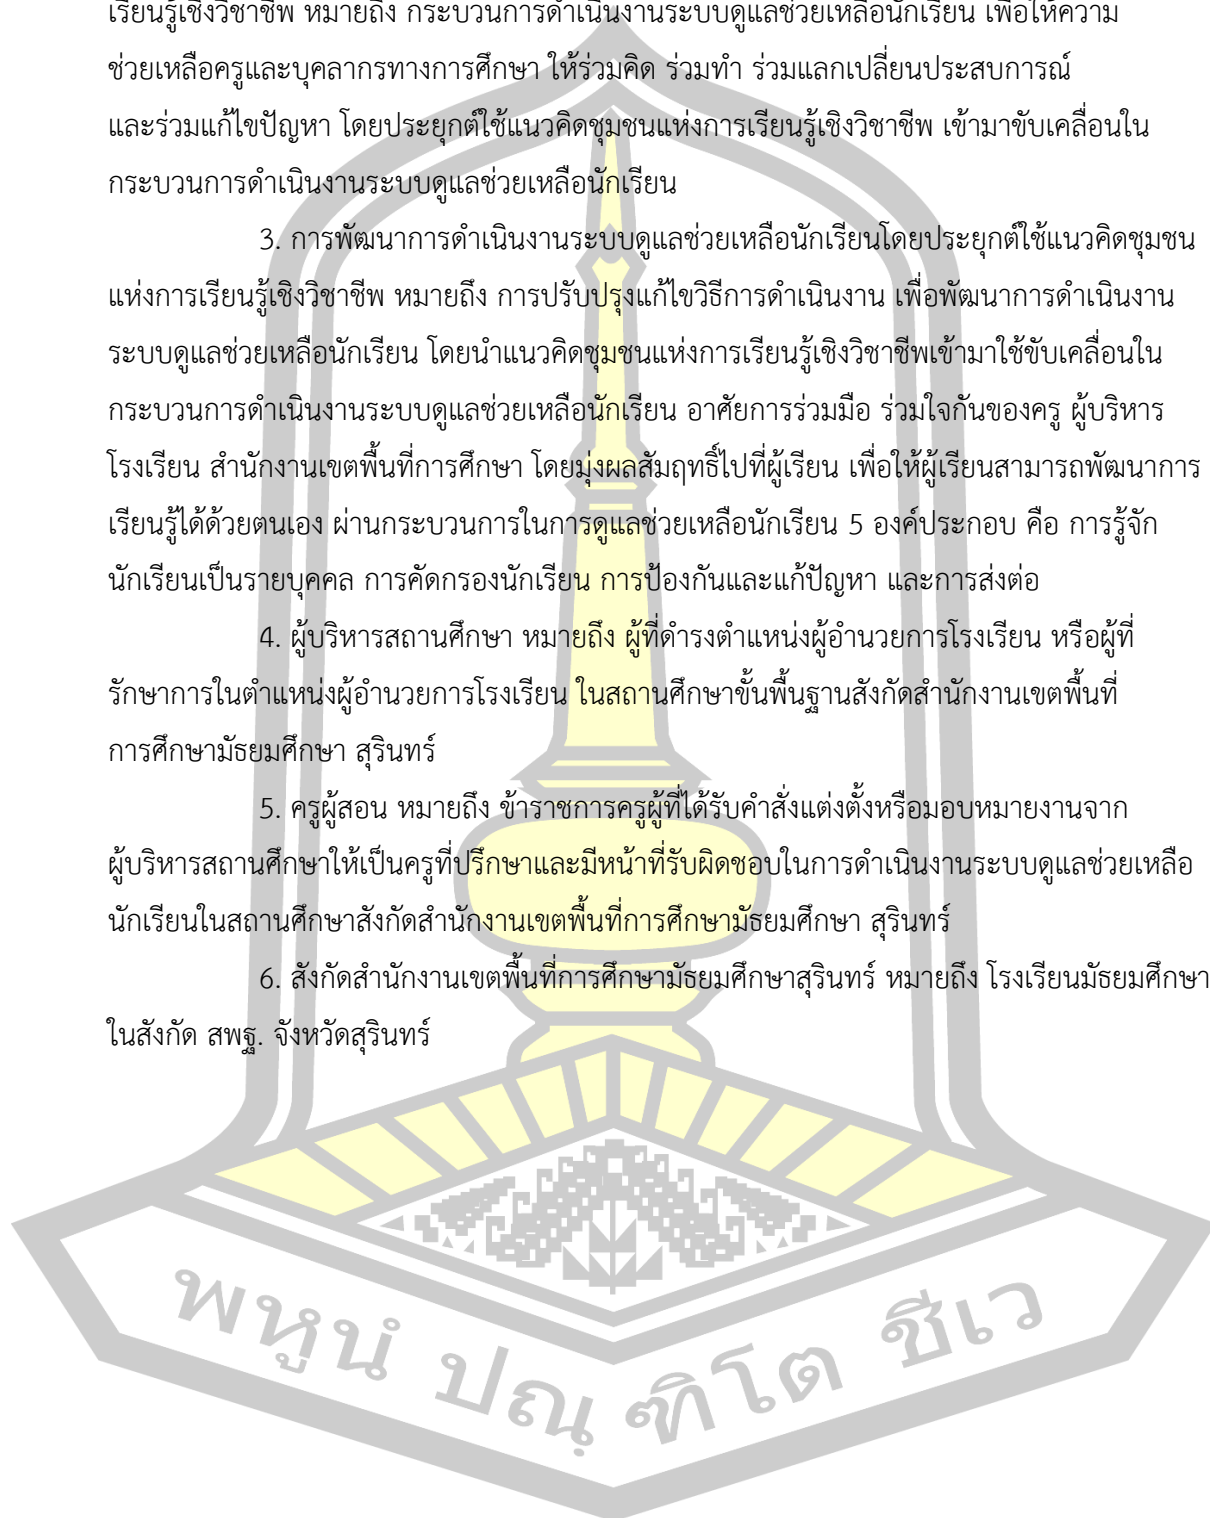 เรียนรู้เชิงวิชาชีพ หมายถึง กระบวนการดำเนินงานระบบดูแลช่วยเหลือนักเรียน เพื่อให้ความ
ช่วยเหลือครูและบุคลากรทางการศึกษา ให้ร่วมคิด ร่วมทำ ร่วมแลกเปลี่ยนประสบการณ์
และร่วมแก้ไขปัญหา โดยประยุกต์ใช้แนวคิดชุมชนแห่งการเรียนรู้เชิงวิชาชีพ เข้ามาขับเคลื่อนใน
กระบวนการดำเนินงานระบบดูแลช่วยเหลือนักเรียน
3. การพัฒนาการดำเนินงานระบบดูแลช่วยเหลือนักเรียนโดยประยุกต์ใช้แนวคิดชุมชน
แห่งการเรียนรู้เชิงวิชาชีพ หมายถึง การปรับปรุงแก้ไขวิธีการดำเนินงาน เพื่อพัฒนาการดำเนินงาน
ระบบดูแลช่วยเหลือนักเรียน โดยนำแนวคิดชุมชนแห่งการเรียนรู้เชิงวิชาชีพเข้ามาใช้ขับเคลื่อนใน
กระบวนการดำเนินงานระบบดูแลช่วยเหลือนักเรียน อาศัยการร่วมมือ ร่วมใจกันของครู ผู้บริหาร
โรงเรียน สำนักงานเขตพื้นที่การศึกษา โดยมุ่งผลสัมฤทธิ์ไปที่ผู้เรียน เพื่อให้ผู้เรียนสามารถพัฒนาการ
เรียนรู้ได้ด้วยตนเอง ผ่านกระบวนการในการดูแลช่วยเหลือนักเรียน 5 องค์ประกอบ คือ การรู้จัก
นักเรียนเป็นรายบุคคล การคัดกรองนักเรียน การป้องกันและแก้ปัญหา และการส่งต่อ
4. ผู้บริหารสถานศึกษา หมายถึง ผู้ที่ดำรงตำแหน่งผู้อำนวยการโรงเรียน หรือผู้ที่
รักษาการในตำแหน่งผู้อำนวยการโรงเรียน ในสถานศึกษาขั้นพื้นฐานสังกัดสำนักงานเขตพื้นที่
การศึกษามัธยมศึกษา สุรินทร์
5. ครูผู้สอน หมายถึง ข้าราชการครูผู้ที่ได้รับคำสั่งแต่งตั้งหรือมอบหมายงานจาก
ผู้บริหารสถานศึกษาให้เป็นครูที่ปรึกษาและมีหน้าที่รับผิดชอบในการดำเนินงานระบบดูแลช่วยเหลือ
นักเรียนในสถานศึกษาสังกัดสำนักงานเขตพื้นที่การศึกษามัธยมศึกษา สุรินทร์
6. สังกัดสำนักงานเขตพื้นที่การศึกษามัธยมศึกษาสุรินทร์ หมายถึง โรงเรียนมัธยมศึกษา
ในสังกัด สพฐ. จังหวัดสุรินทร์
พหูนํ ปณฺฑิโต ชีเว